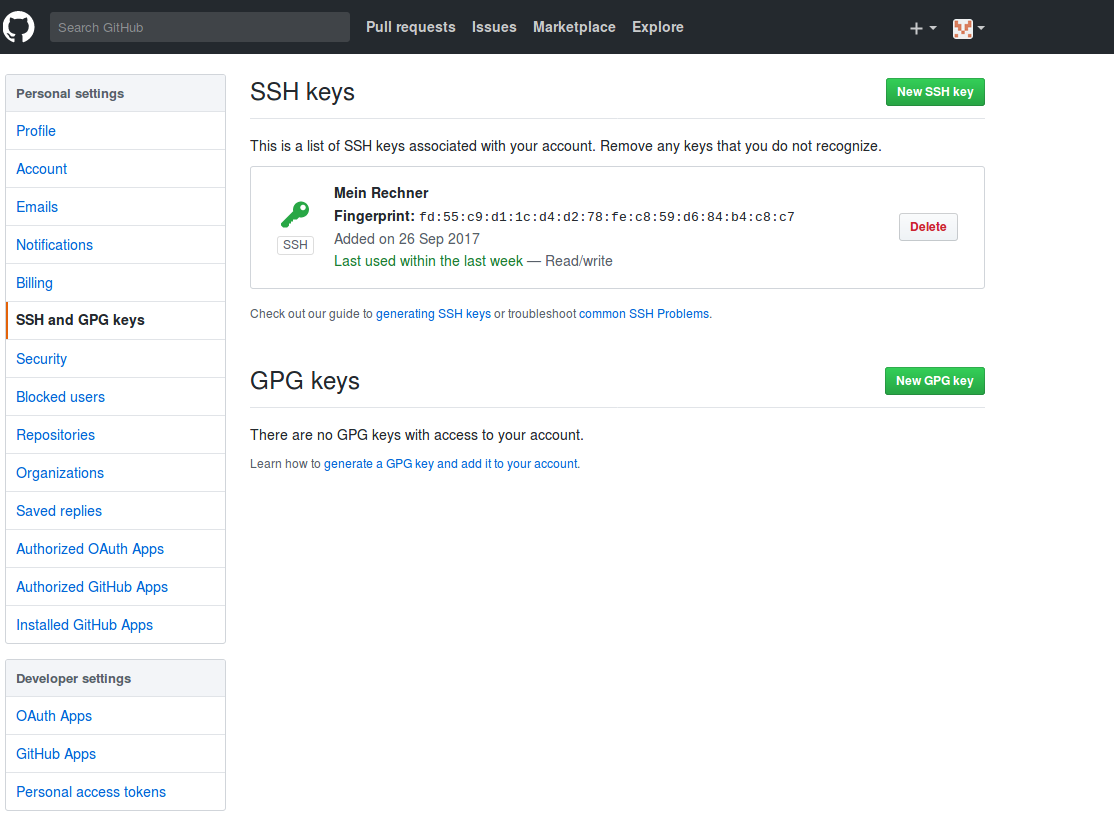 Search GitHub Pull requests Issues Marketplace Explore
Personal settings
Profile
Account
Emails
Notifications
Billing
SSH and GPG keys
Security
Blocked users
Repositories
Organizations
Saved replies
Authorized OAuth Apps
Authorized GitHub Apps
Installed GitHub Apps
Developer settings
OAuth Apps
GitHub Apps
Personal access tokens
SSH keys
New SSH key
This is a list of SSH keys associated with your account. Remove any keys that you do not recognize.
SSH
Mein Rechner
Fingerprint: fd:55:c9:d1:1c:d4:d2:78:fe:c8:59:d6:84:b4:c8:c7
Added on 26 Sep 2017
Last used within the last week — Read/write
Delete
Check out our guide to generating SSH keys or troubleshoot common SSH Problems.
GPG keys
New GPG key
There are no GPG keys with access to your account.
Learn how to generate a GPG key and add it to your account.